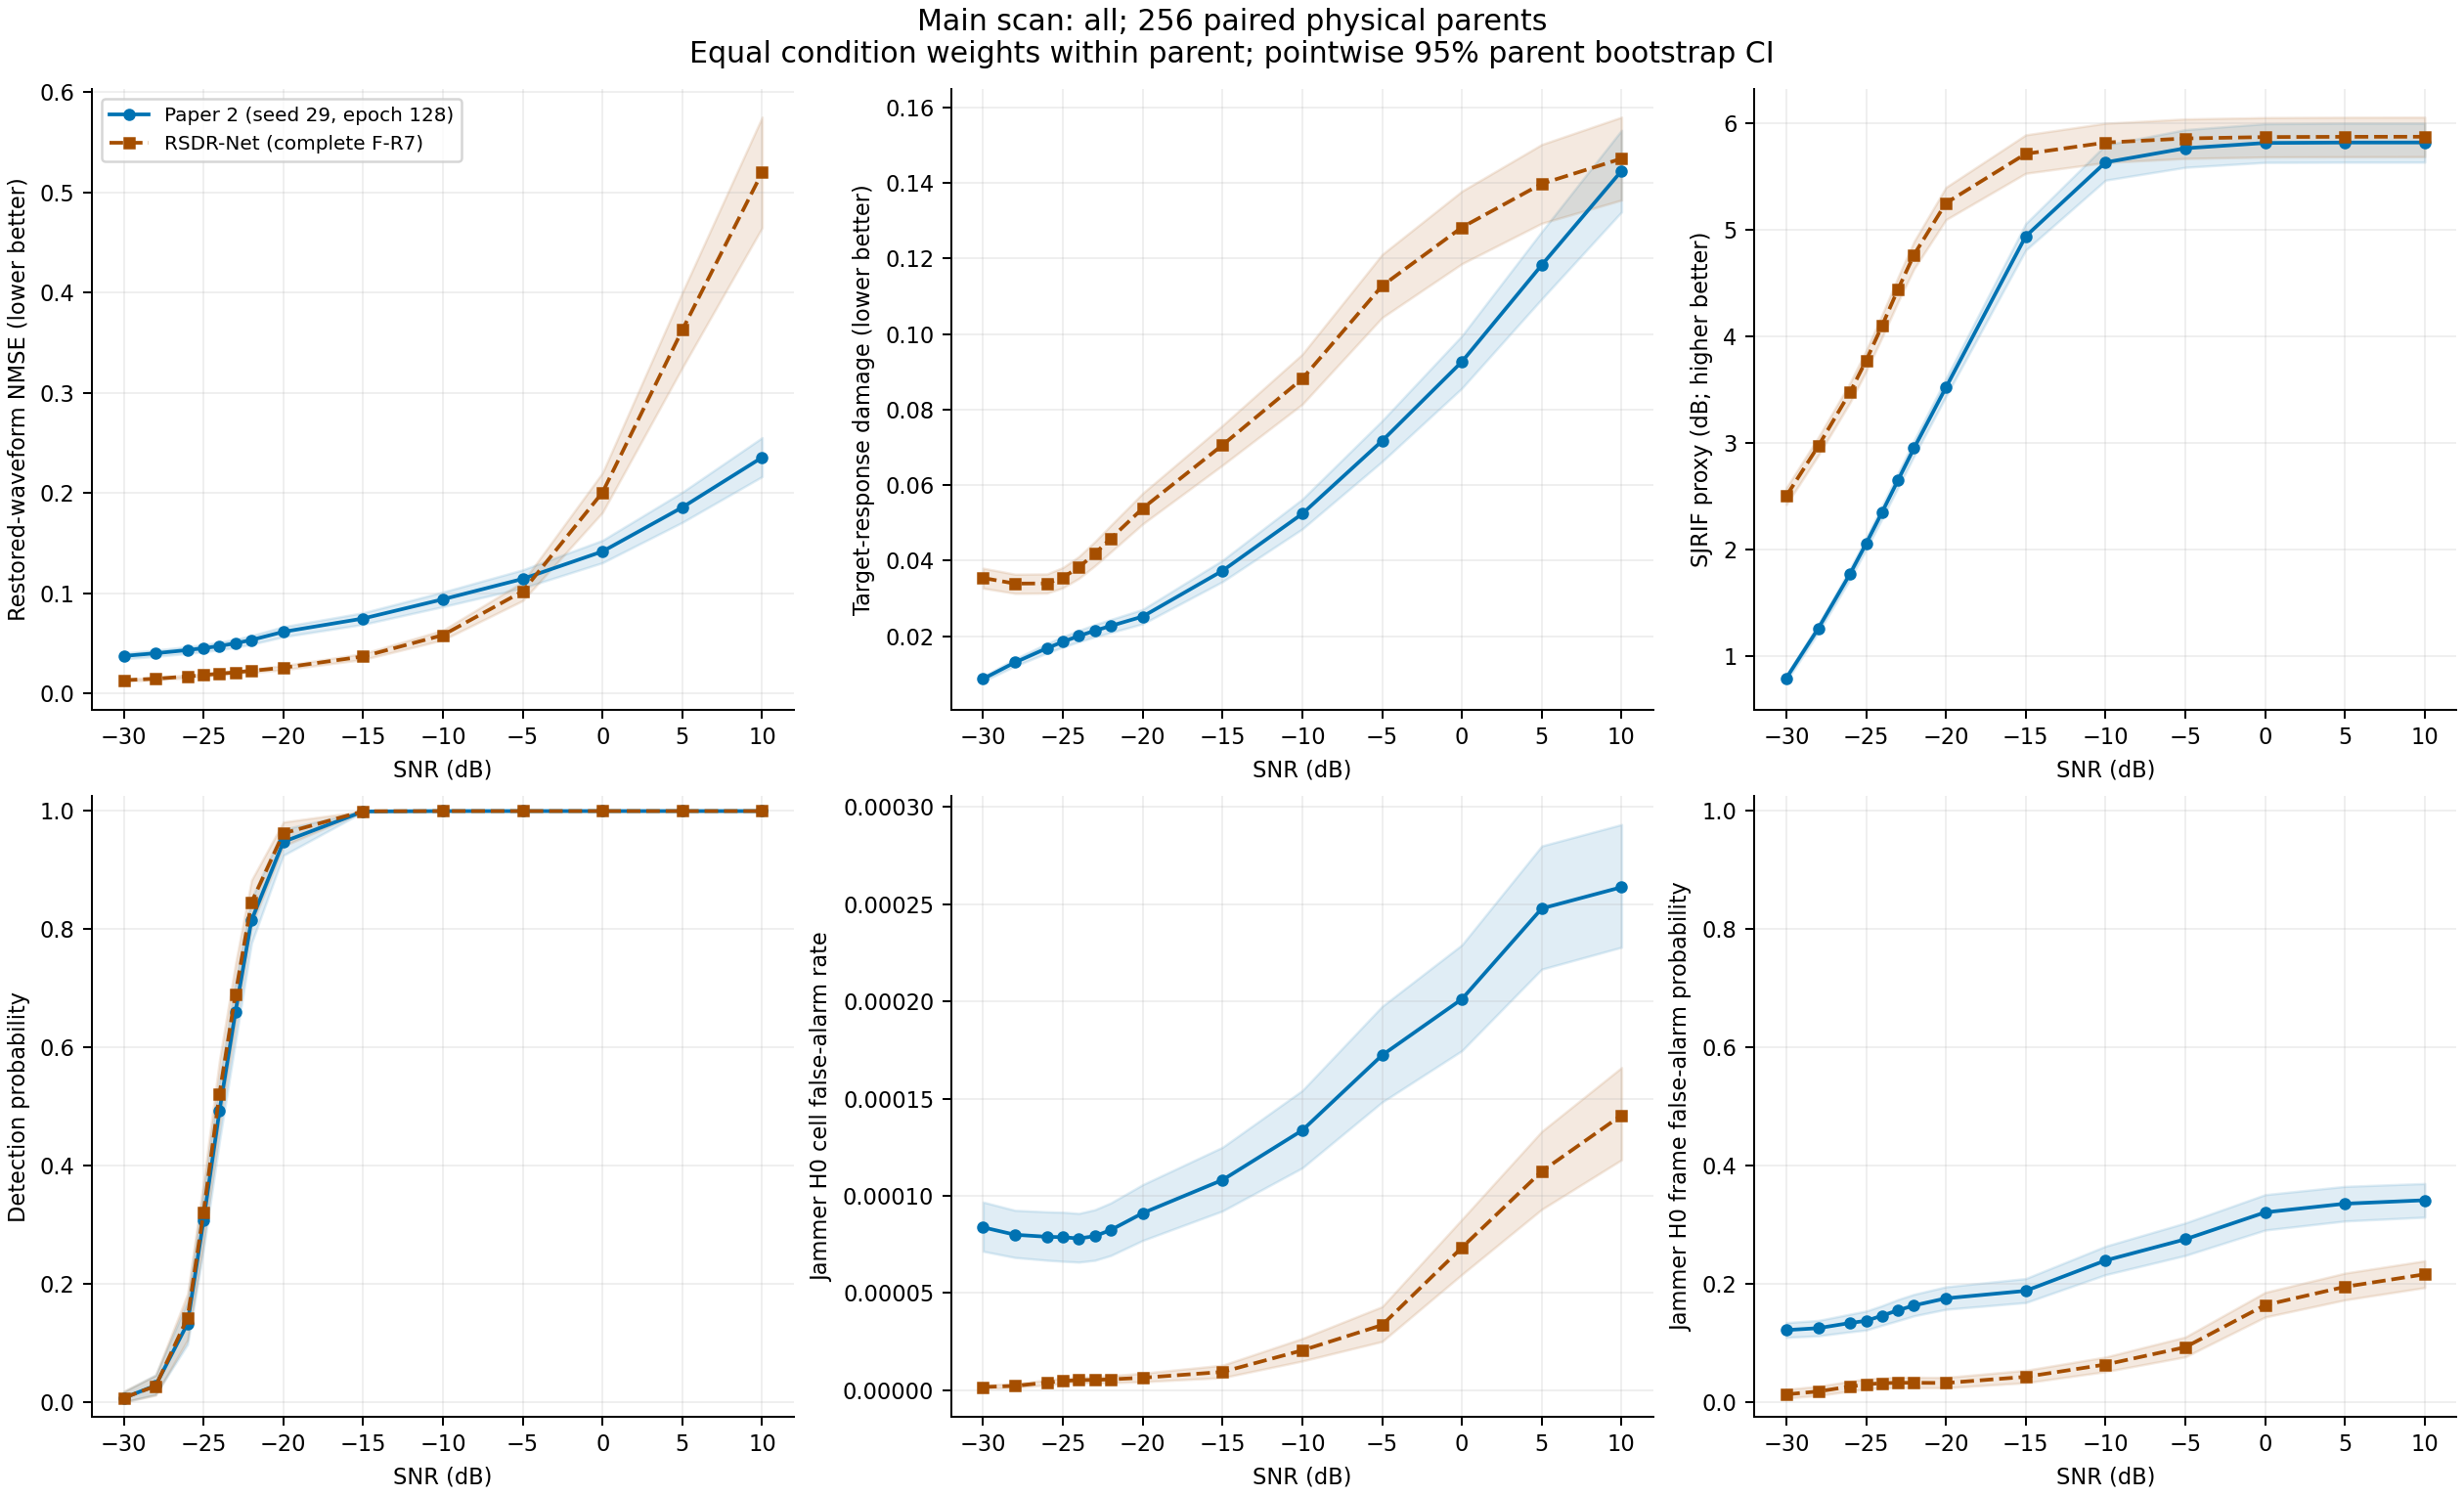 Main scan: all; 256 paired physical parents
Equal condition weights within parent; pointwise 95% parent bootstrap CI
Restored-waveform NMSE (lower better)
0.6
0.5
0.4
0.3
0.2
0.1
0.0
Paper 2 (seed 29, epoch 128)
RSDR-Net (complete F-R7)
−30 −25 −20 −15 −10 −5 0 5 10
SNR (dB)
Target-response damage (lower better)
0.16
0.14
0.12
0.10
0.08
0.06
0.04
0.02
−30 −25 −20 −15 −10 −5 0 5 10
SNR (dB)
SJRIF proxy (dB; higher better)
6
5
4
3
2
1
−30 −25 −20 −15 −10 −5 0 5 10
SNR (dB)
Detection probability
1.0
0.8
0.6
0.4
0.2
0.0
−30 −25 −20 −15 −10 −5 0 5 10
SNR (dB)
Jammer H0 cell false-alarm rate
0.00030
0.00025
0.00020
0.00015
0.00010
0.00005
0.00000
−30 −25 −20 −15 −10 −5 0 5 10
SNR (dB)
Jammer H0 frame false-alarm probability
1.0
0.8
0.6
0.4
0.2
0.0
−30 −25 −20 −15 −10 −5 0 5 10
SNR (dB)